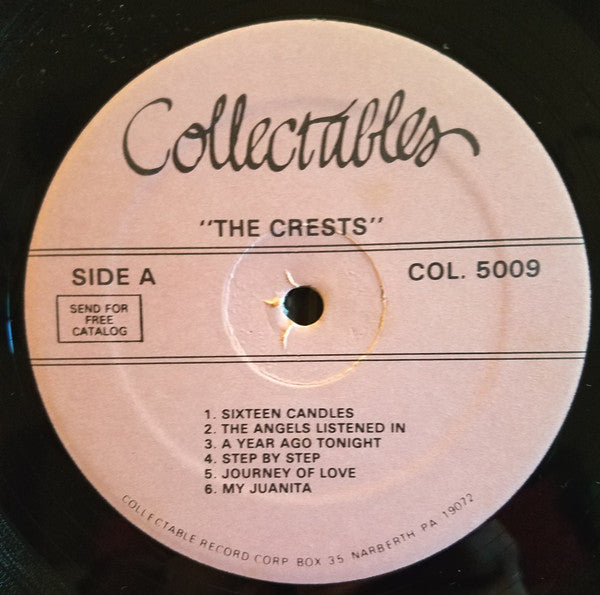 Collectables
"THE CRESTS"
SIDE A
COL. 5009
SEND FOR
FREE
CATALOG
1. SIXTEEN CANDLES
2. THE ANGELS LISTENED IN
3. A YEAR AGO TONIGHT
4. STEP BY STEP
5. JOURNEY OF LOVE
6. MY JUANITA
COLLECTABLE RECORD CORP BOX 35 NARBERTH PA 19072